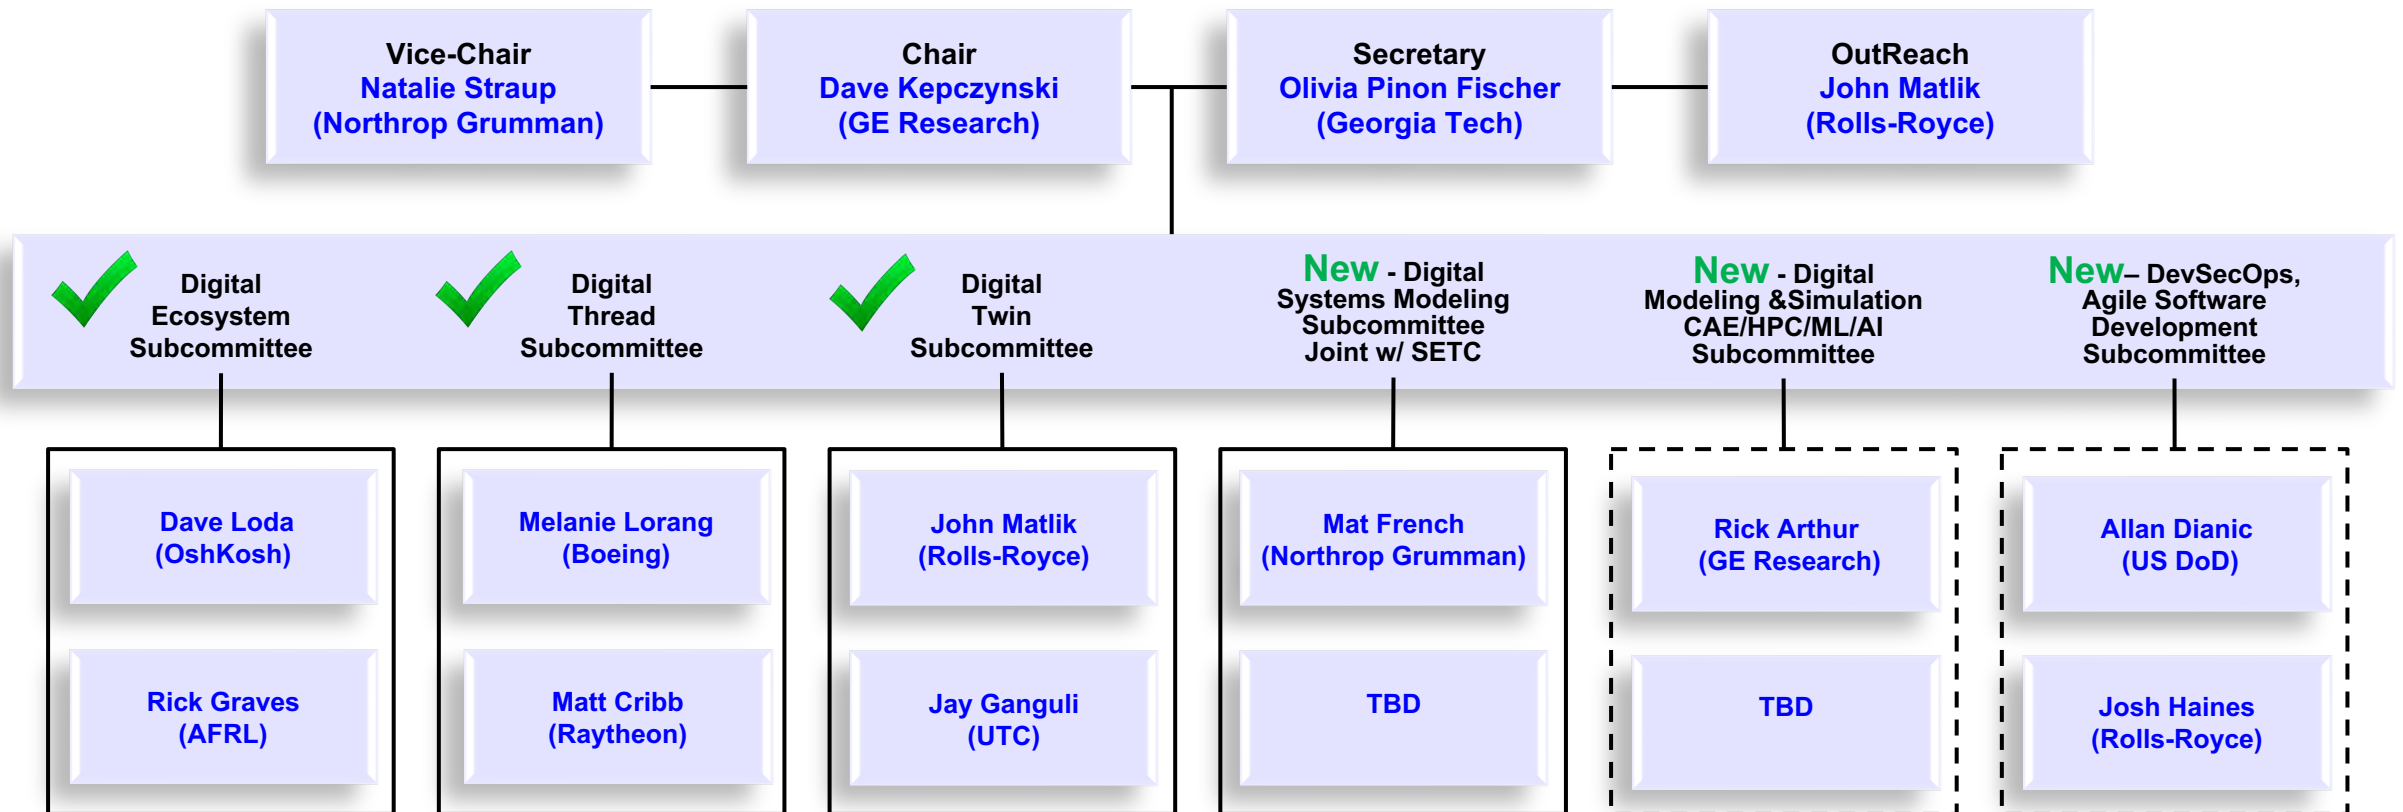 Vice-Chair
Natalie Straup
(Northrop Grumman)
Chair
Dave Kepczynski
(GE Research)
Secretary
Olivia Pinon Fischer
(Georgia Tech)
OutReach
John Matlik
(Rolls-Royce)
Digital
Ecosystem
Subcommittee
Digital
Thread
Subcommittee
Digital
Twin
Subcommittee
New - Digital
Systems Modeling
Subcommittee
Joint w/ SETC
New - Digital
Modeling &Simulation
CAE/HPC/ML/AI
Subcommittee
New– DevSecOps,
Agile Software
Development
Subcommittee
Dave Loda
(OshKosh)
Melanie Lorang
(Boeing)
John Matlik
(Rolls-Royce)
Mat French
(Northrop Grumman)
Rick Arthur
(GE Research)
Allan Dianic
(US DoD)
Rick Graves
(AFRL)
Matt Cribb
(Raytheon)
Jay Ganguli
(UTC)
TBD
TBD
Josh Haines
(Rolls-Royce)